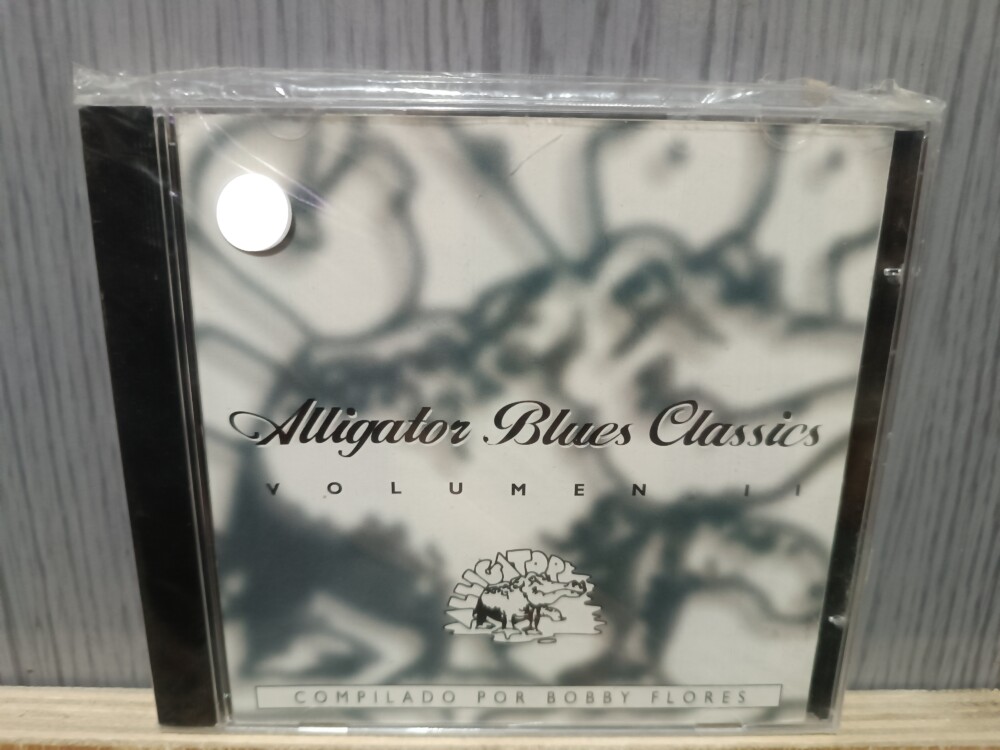 Alligator Blues Classics
VOLUMEN II
ALLIGATOR
COMPILADO POR BOBBY FLORES